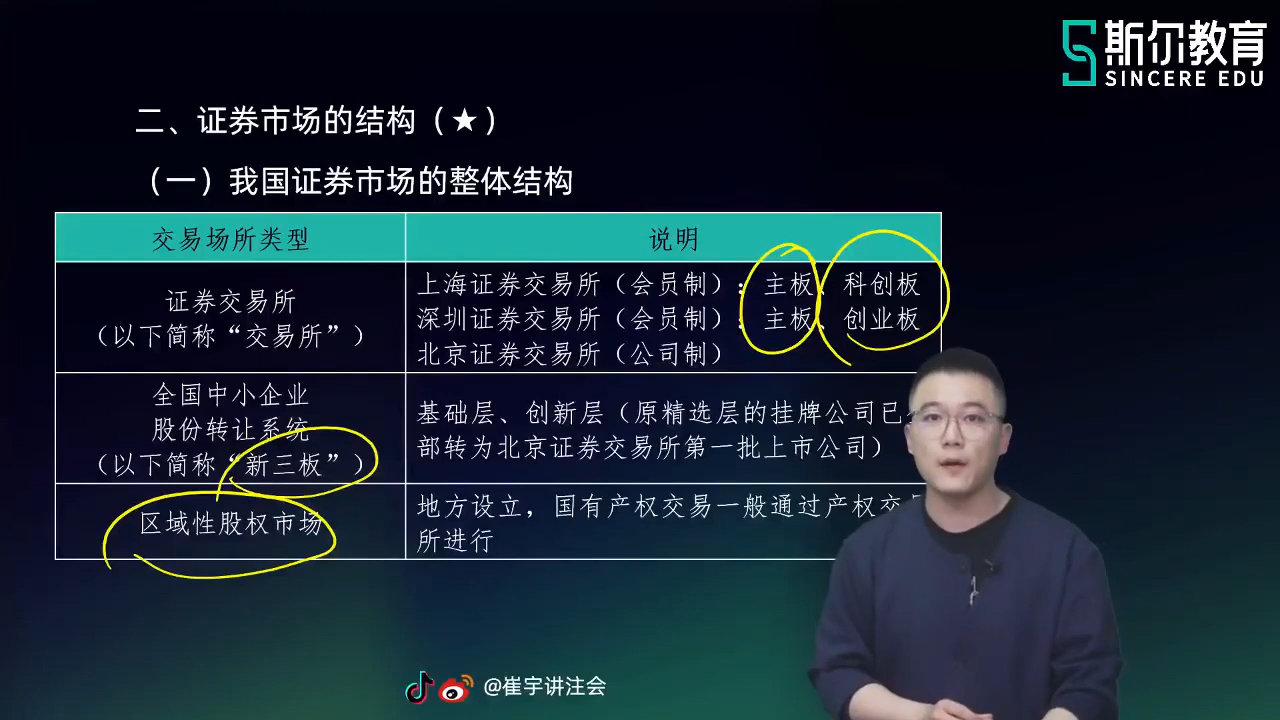 斯尔教育
SINCERE EDU
二、证券市场的结构（★）
（一）我国证券市场的整体结构
交易场所类型
说明
证券交易所
（以下简称“交易所”）
上海证券交易所（会员制）：主板、科创板
深圳证券交易所（会员制）：主板、创业板
北京证券交易所（公司制）
全国中小企业
股份转让系统
（以下简称“新三板”）
基础层、创新层（原精选层的挂牌公司已
部转为北京证券交易所第一批上市公司）
区域性股权市场
地方设立，国有产权交易一般通过产权交
所进行
@崔宇讲注会